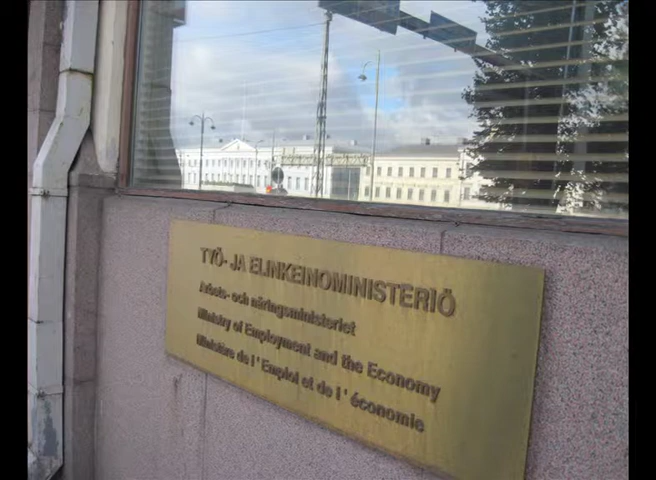 TYÖ- JA ELINKEINOMINISTERIÖ
Arbets- och näringsministeriet
Ministry of Employment and the Economy
Ministère de l'Emploi et de l'économie